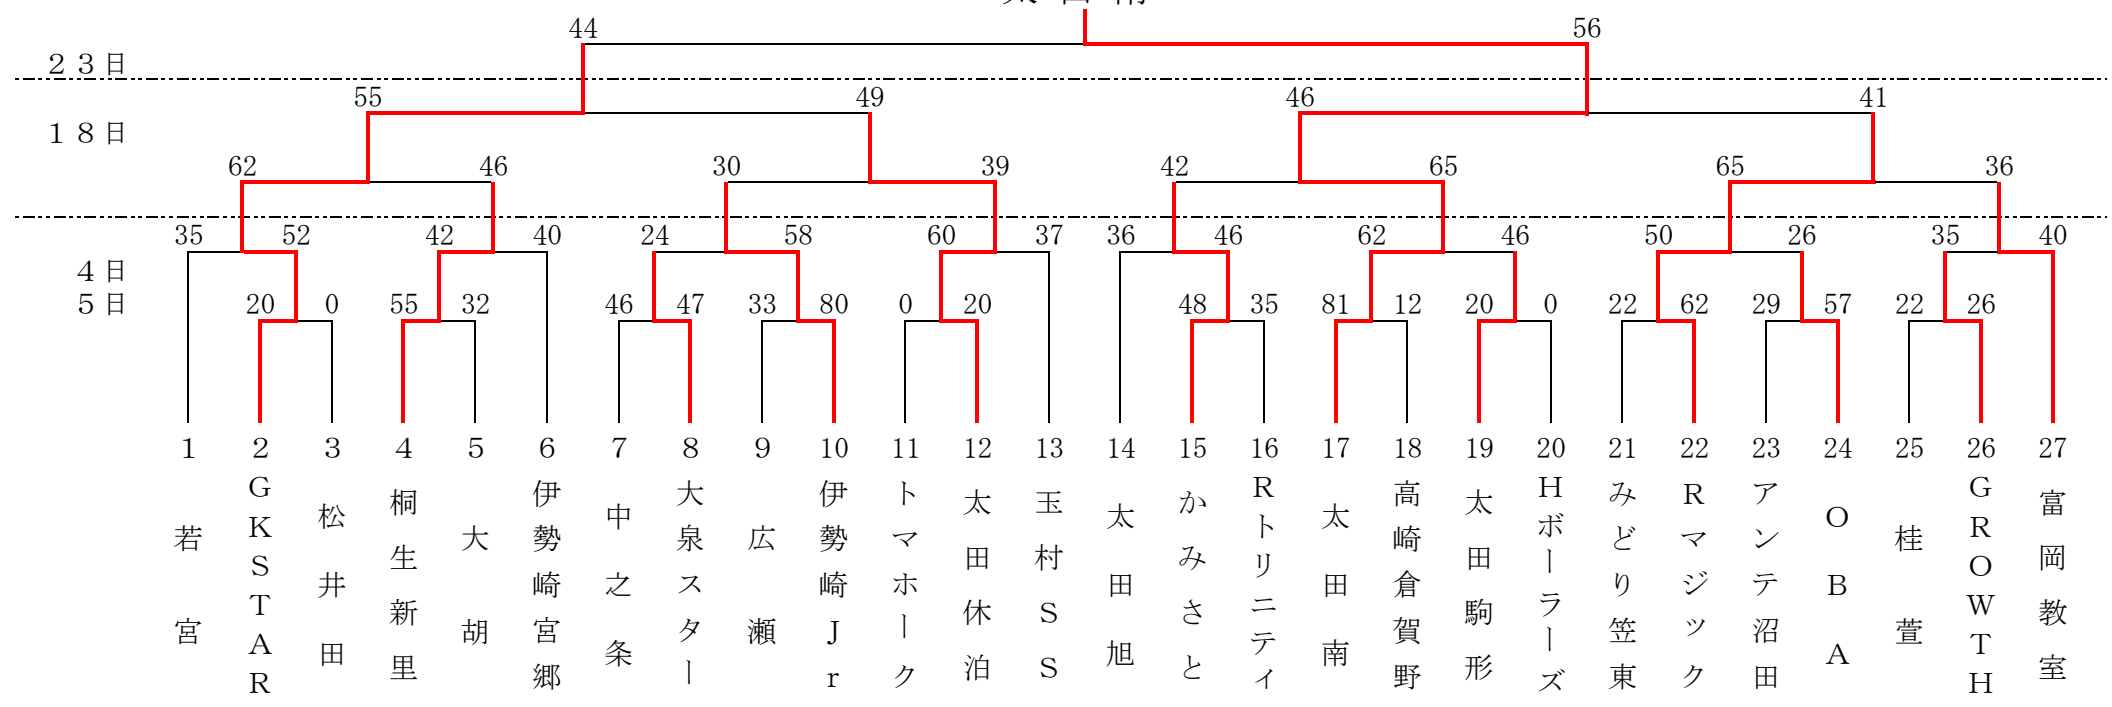 44 56
２３日
55 49 46 41
１８日
62 46 30 39 42 65 65 36
35 52 42 40 24 58 60 37 36 46 62 46 50 26 35 40
４日
５日
20 0 55 32 46 47 33 80 0 20 48 35 81 12 20 0 22 62 29 57 22 26
1 2 3 4 5 6 7 8 9 10 11 12 13 14 15 16 17 18 19 20 21 22 23 24 25 26 27
若宮
ＧＫＳＴＡＲ
松井田
桐生新里
大胡
伊勢崎宮郷
中之条
大泉スター
広瀬
伊勢崎Ｊｒ
トマホーク
太田休泊
玉村ＳＳ
太田旭
かみさと
Ｒトリニティ
太田南
高崎倉賀野
太田駒形
Ｈボーラーズ
みどり笠東
Ｒマジック
アンテ沼田
ＯＢＡ
桂萱
ＧＲＯＷＴＨ
富岡教室